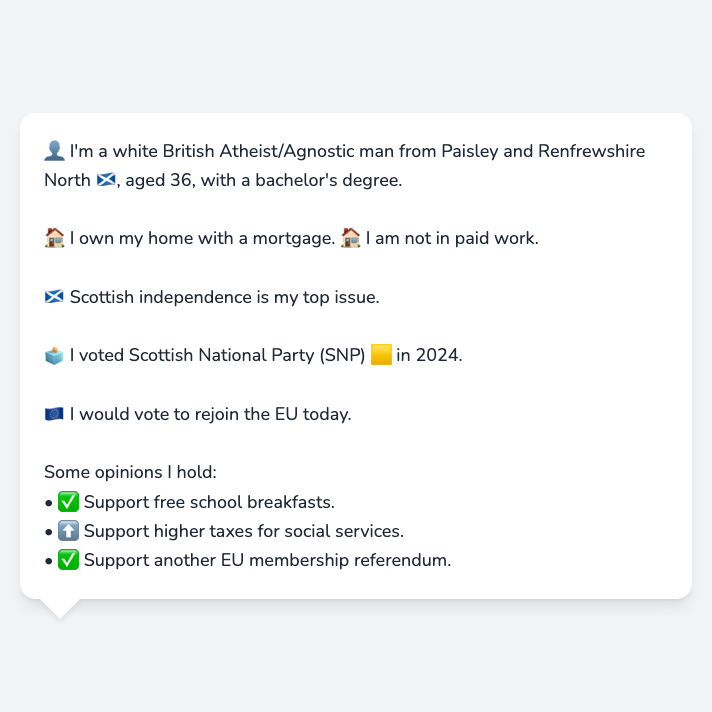 👤 I'm a white British Atheist/Agnostic man from Paisley and Renfrewshire
North 🏴󠁧󠁢󠁳󠁣󠁴󠁿, aged 36, with a bachelor's degree.
🏠 I own my home with a mortgage. 🏠 I am not in paid work.
🏴󠁧󠁢󠁳󠁣󠁴󠁿 Scottish independence is my top issue.
🗳️ I voted Scottish National Party (SNP) 🟨 in 2024.
🇪🇺 I would vote to rejoin the EU today.
Some opinions I hold:
• ✅ Support free school breakfasts.
• ⬆️ Support higher taxes for social services.
• ✅ Support another EU membership referendum.